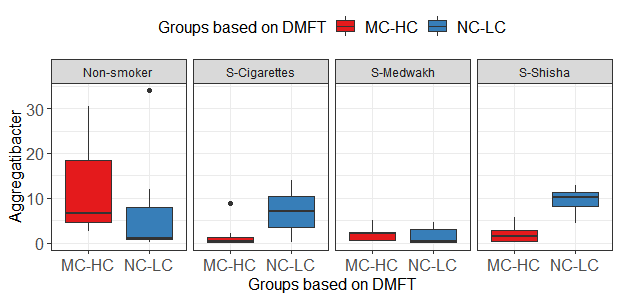 Groups based on DMFT MC-HC NC-LC
Non-smoker S-Cigarettes S-Medwakh S-Shisha
Aggregatibacter
30
20
10
0
MC-HC NC-LC MC-HC NC-LC MC-HC NC-LC MC-HC NC-LC
Groups based on DMFT